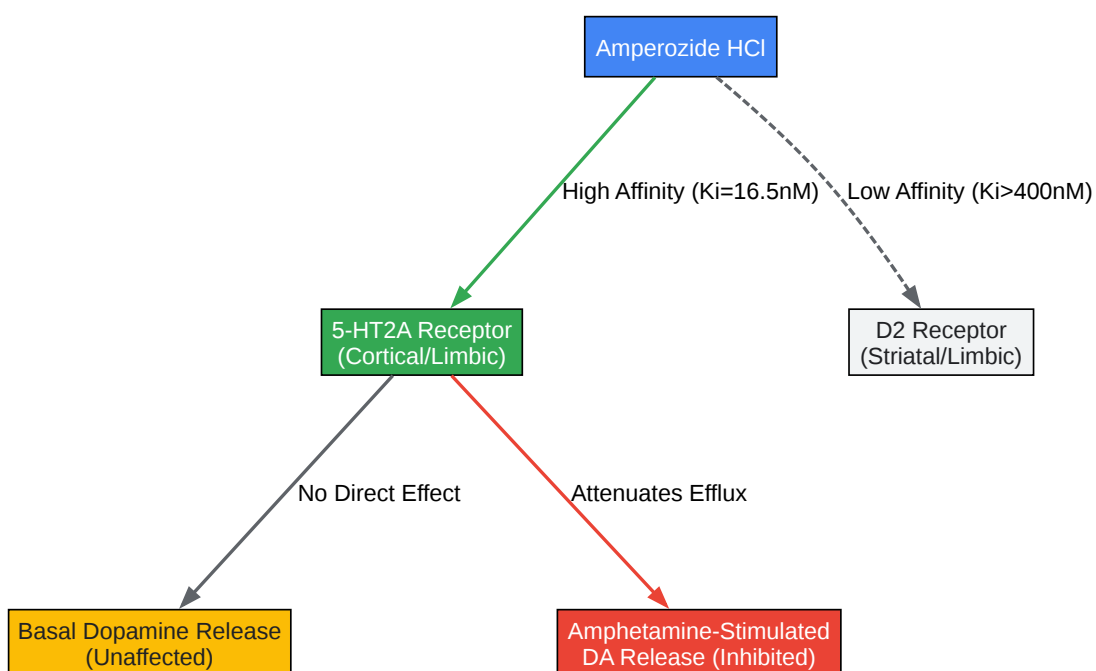 Amperozide HCl
High Affinity (Ki=16.5nM)
Low Affinity (Ki>400nM)
5-HT2A Receptor
(Cortical/Limbic)
D2 Receptor
(Striatal/Limbic)
No Direct Effect
Attenuates Efflux
Basal Dopamine Release
(Unaffected)
Amphetamine-Stimulated
DA Release (Inhibited)